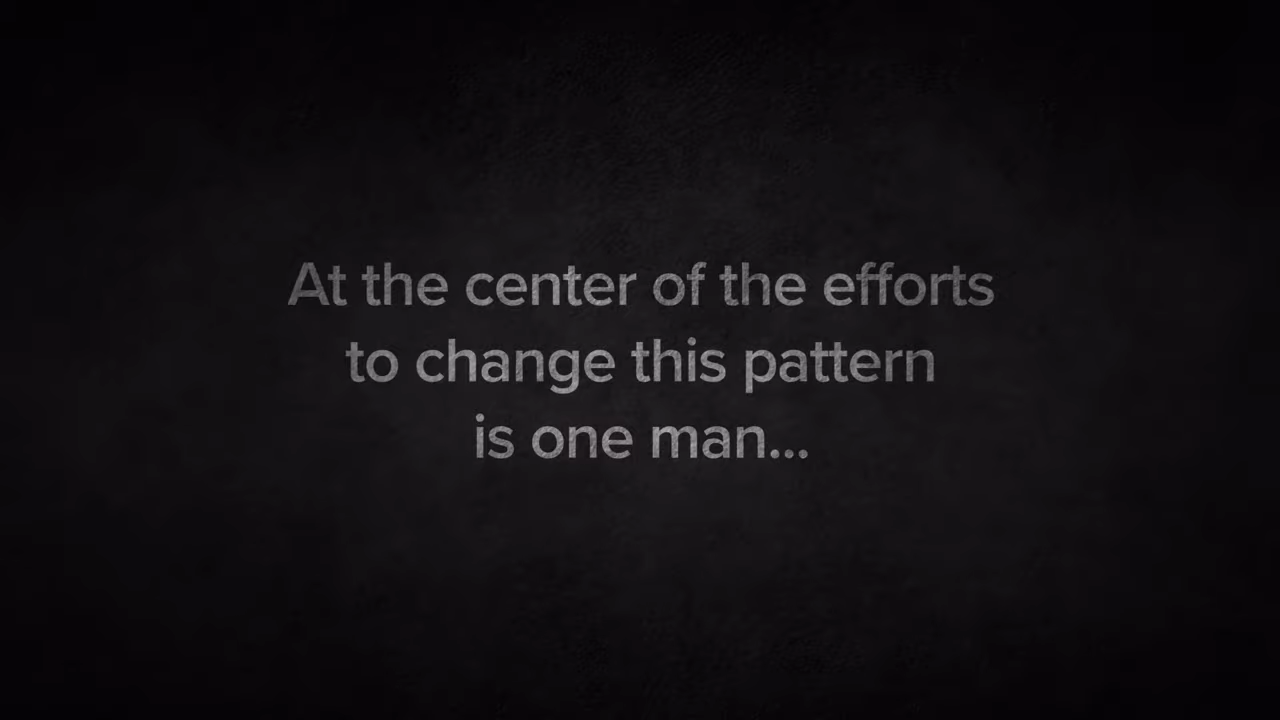 At the center of the efforts
to change this pattern
is one man...